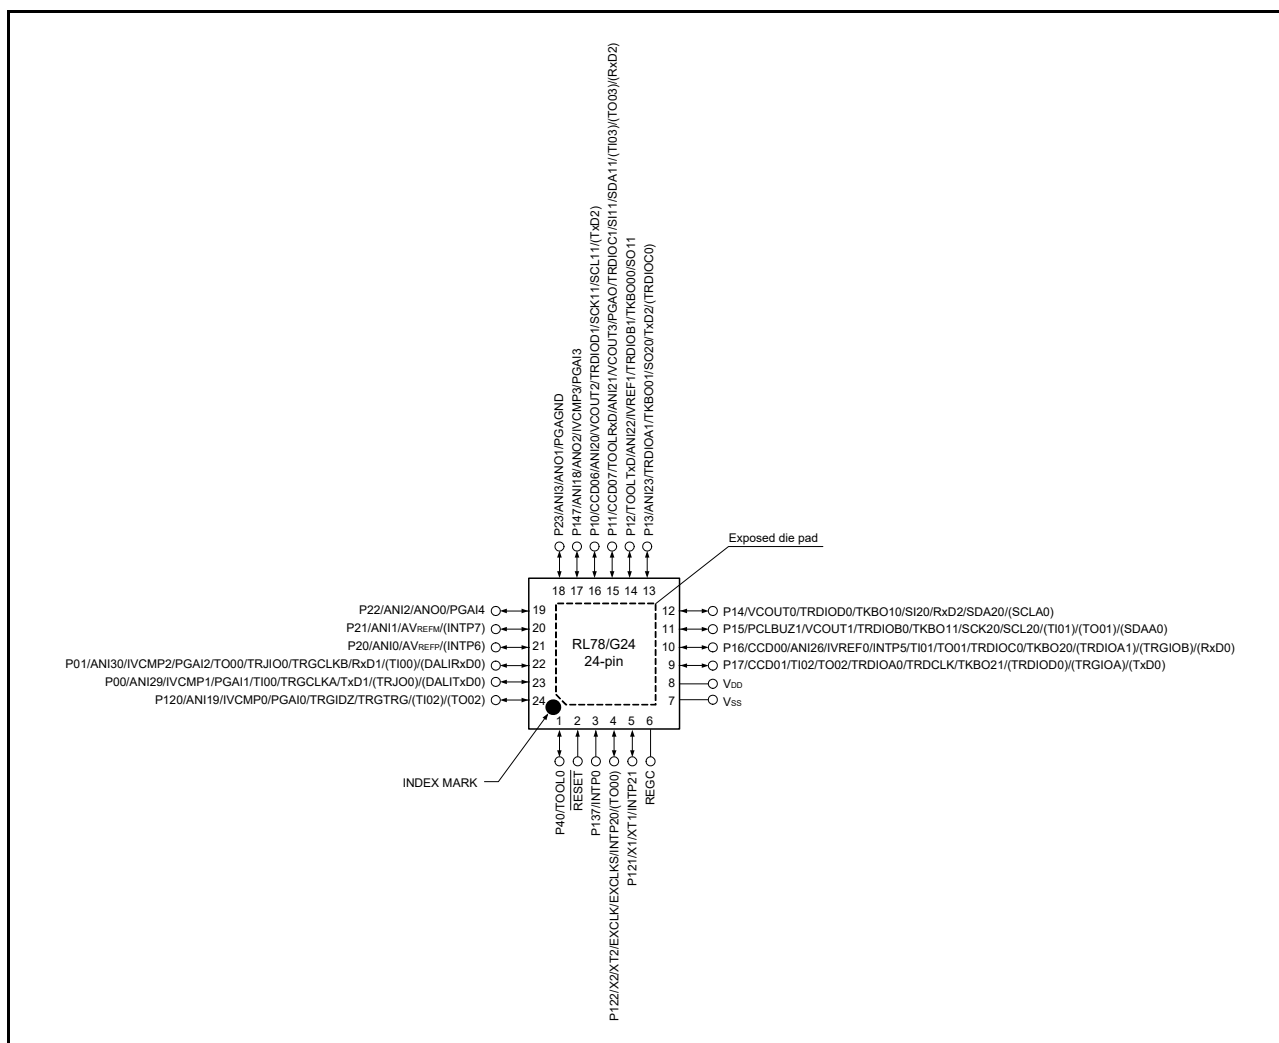 P23/ANI3/ANO1/PGAGND
P147/ANI18/ANO2/IVCMP3/PGAI3
P10/CCD06/ANI20/VCOUT2/TRDIOD1/SCK11/SCL11/(TxD2)
P11/CCD07/TOOLRxD/ANI21/VCOUT3/PGAO/TRDIOC1/SI11/SDA11/(TI03)/(TO03)/(RxD2)
P12/TOOLTxD/ANI22/IVREF1/TRDIOB1/TKBO00/SO11
P13/ANI23/TRDIOA1/TKBO01/SO20/TxD2/(TRDIOC0)
Exposed die pad
18 17 16 15 14 13
P22/ANI2/ANO0/PGAI4 19
P21/ANI1/AVREFM/(INTP7) 20
P20/ANI0/AVREFP/(INTP6) 21
P01/ANI30/IVCMP2/PGAI2/TO00/TRJIO0/TRGCLKB/RxD1/(TI00)/(DALIRxD0) 22
P00/ANI29/IVCMP1/PGAI1/TI00/TRGCLKA/TxD1/(TRJO0)/(DALITxD0) 23
P120/ANI19/IVCMP0/PGAI0/TRGIDZ/TRGTRG/(TI02)/(TO02) 24
RL78/G24
24-pin
12 P14/VCOUT0/TRDIOD0/TKBO10/SI20/RxD2/SDA20/(SCLA0)
11 P15/PCLBUZ1/VCOUT1/TRDIOB0/TKBO11/SCK20/SCL20/(TI01)/(TO01)/(SDAA0)
10 P16/CCD00/ANI26/IVREF0/INTP5/TI01/TO01/TRDIOC0/TKBO20/(TRDIOA1)/(TRGIOB)/(RxD0)
9 P17/CCD01/TI02/TO02/TRDIOA0/TRDCLK/TKBO21/(TRDIOD0)/(TRGIOA)/(TxD0)
8 VDD
7 VSS
1 2 3 4 5 6
INDEX MARK
P40/TOOL0
RESET
P137/INTP0
P122/X2/XT2/EXCLK/EXCLKS/INTP20/(TO00)
P121/X1/XT1/INTP21
REGC